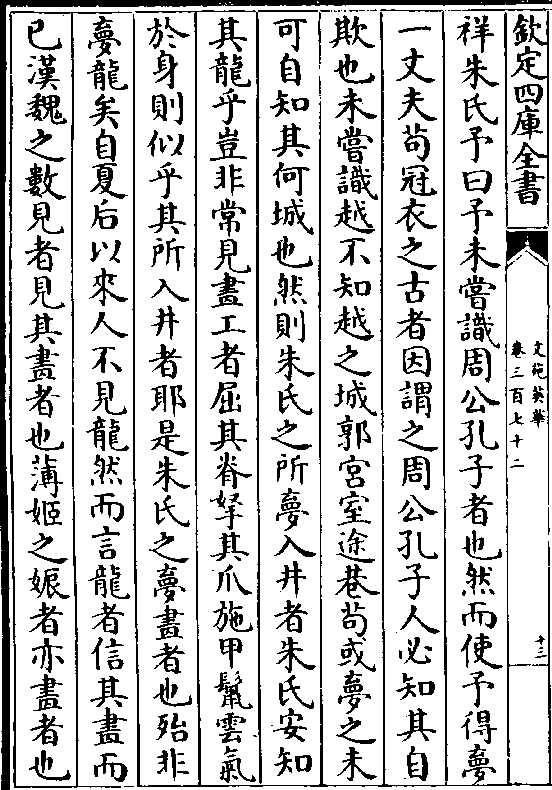 欽定四庫全書
文苑英華
卷三百七十二
十三
祥朱氏予曰予未嘗識周公孔子者也然而使予得夢
一丈夫苟冠衣之古者因謂之周公孔子人必知其自
欺也未嘗識越不知越之城郭宮室途巷苟或夢之未
可自知其何城也然則朱氏之所夢入井者朱氏安知
其龍乎豈非常見畫工者屈其脊拏其爪施甲鬛雲氣
於身則似乎其所入井者耶是朱氏之夢畫者也殆非
夢龍矣自夏后以來人不見龍然而言龍者信其畫而
已漢魏之數見者見其畫者也薄姬之娠者亦畫者也